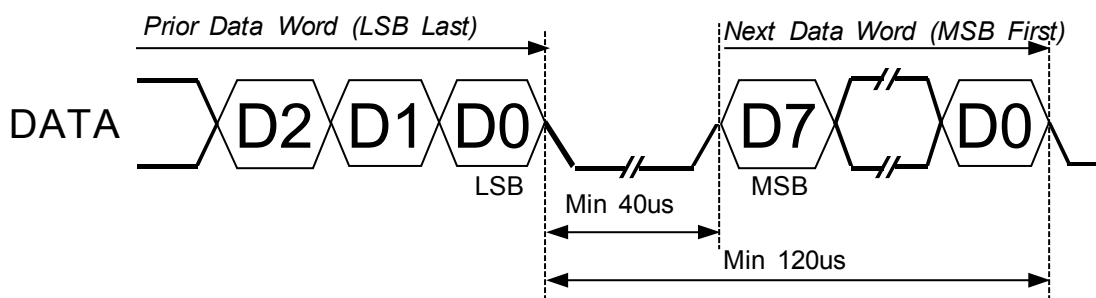 Prior Data Word (LSB Last)
Next Data Word (MSB First)
DATA
D2
D1
D0
D7
D0
LSB
MSB
Min 40us
Min 120us